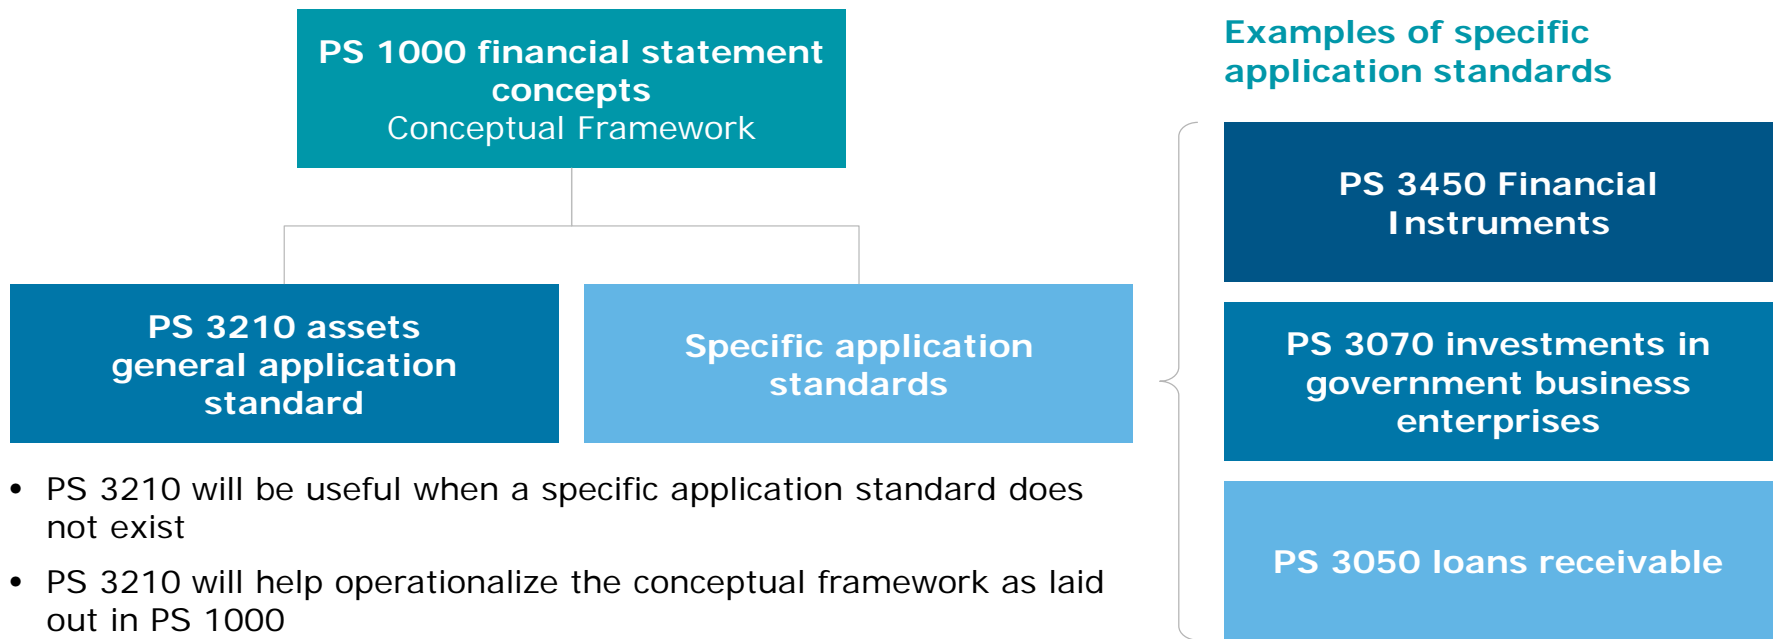 PS 1000 financial statement
concepts
Conceptual Framework
PS 3210 assets
general application
standard
Specific application
standards
• PS 3210 will be useful when a specific application standard does
not exist
• PS 3210 will help operationalize the conceptual framework as laid
out in PS 1000
Examples of specific
application standards
PS 3450 Financial
Instruments
PS 3070 investments in
government business
enterprises
PS 3050 loans receivable